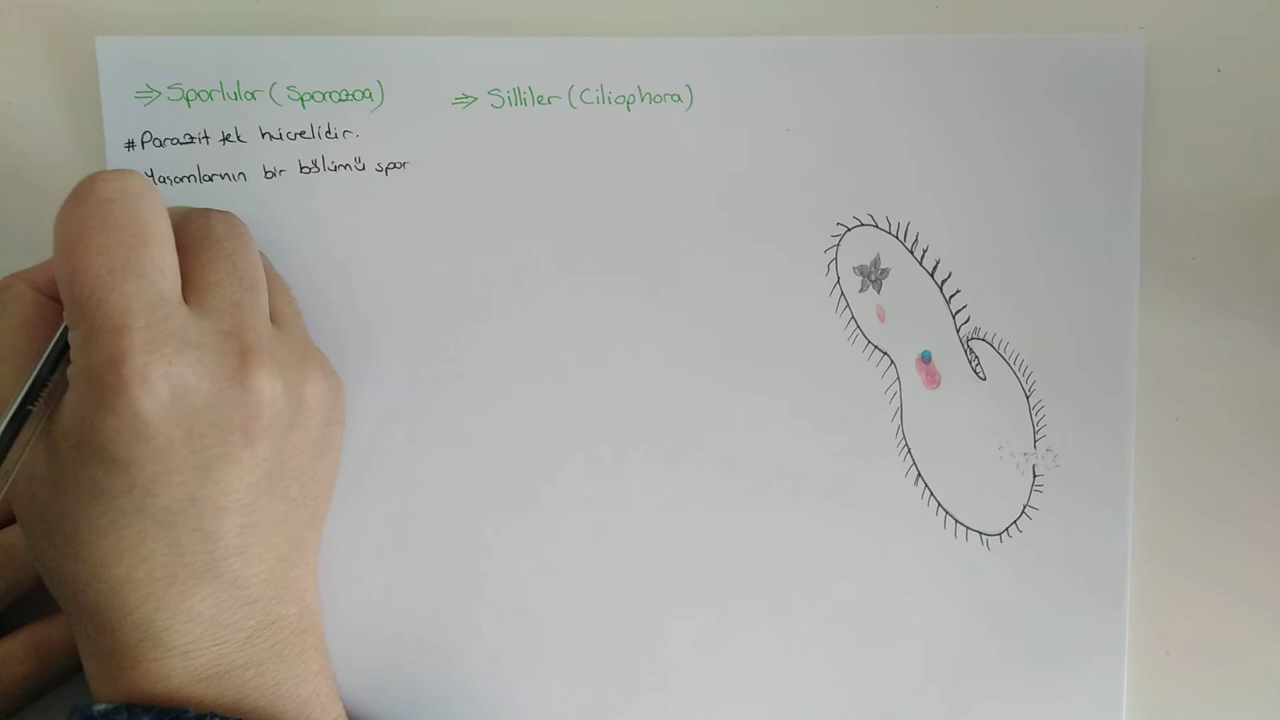 ⇒ Sporlular (Sporozoa)
⇒ Silliler (Ciliophora)
#Parazit tek hücrelidir.
Yaşamlarının bir bölümü spor